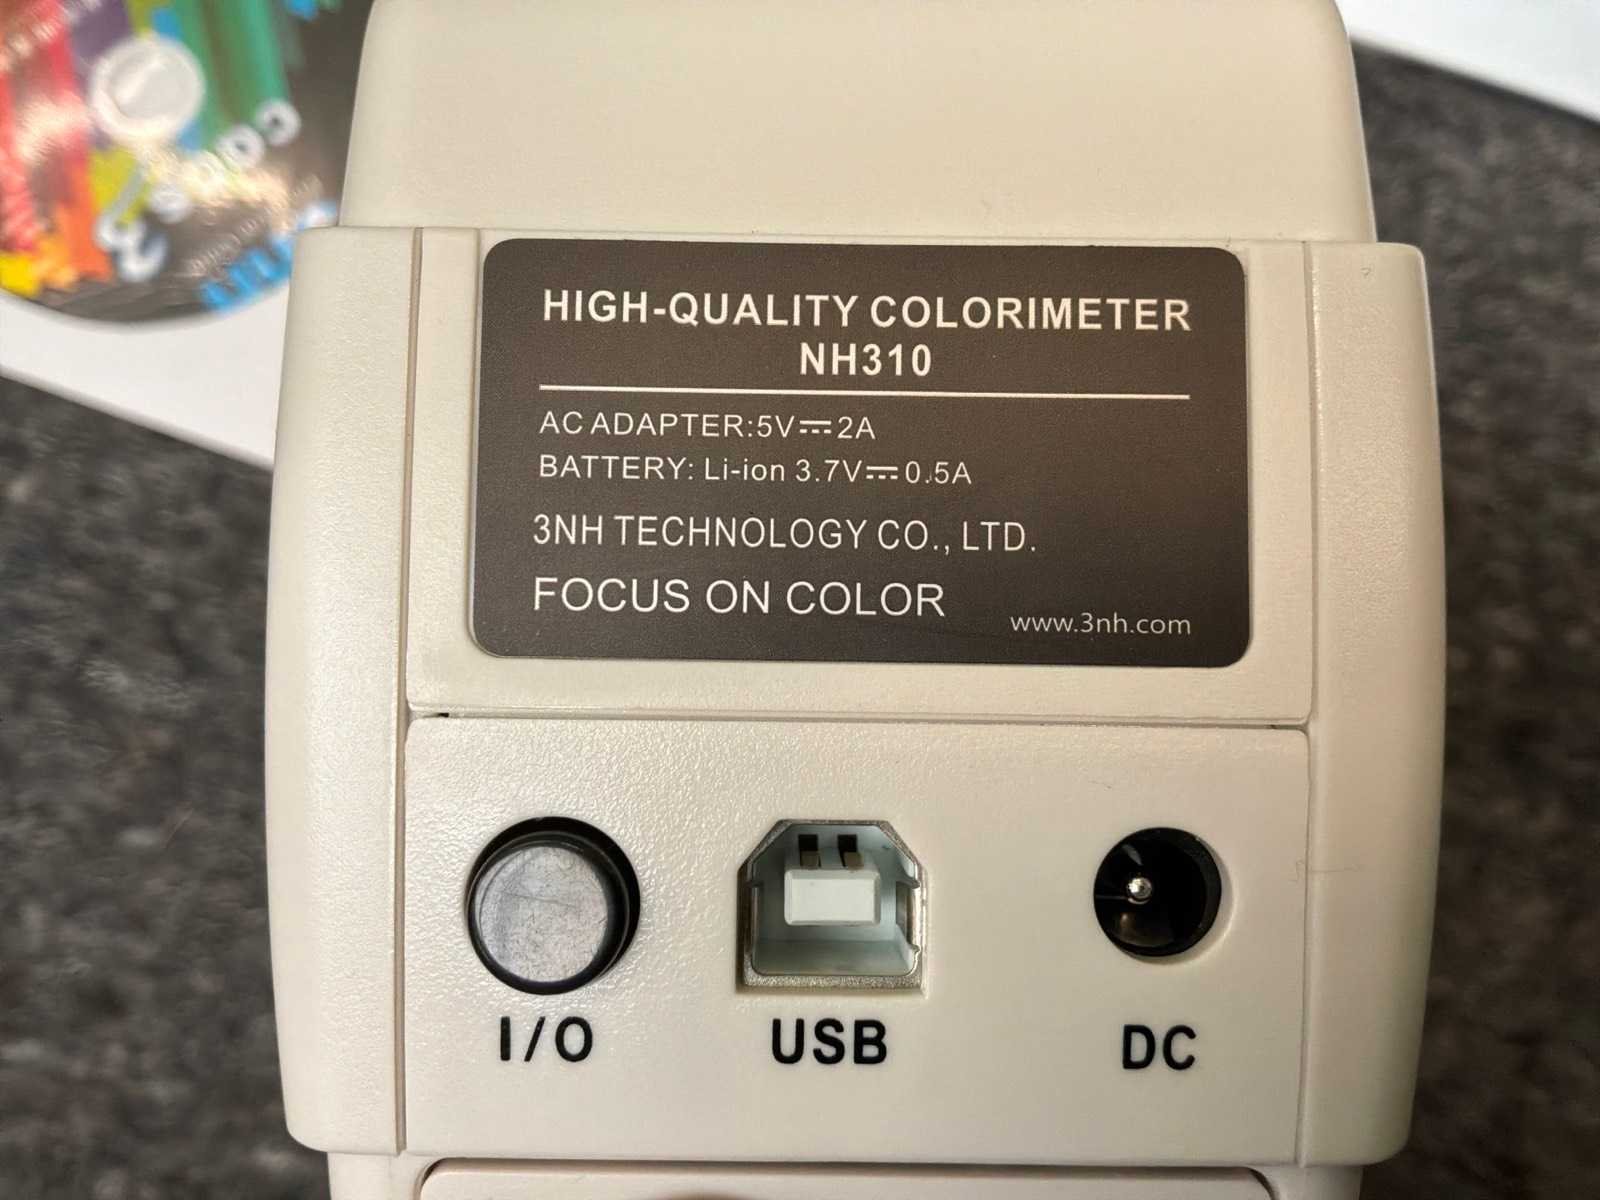 HIGH-QUALITY COLORIMETER
NH310
AC ADAPTER:5V⎓2A
BATTERY: Li-ion 3.7V⎓0.5A
3NH TECHNOLOGY CO., LTD.
FOCUS ON COLOR
www.3nh.com
I/O
USB
DC